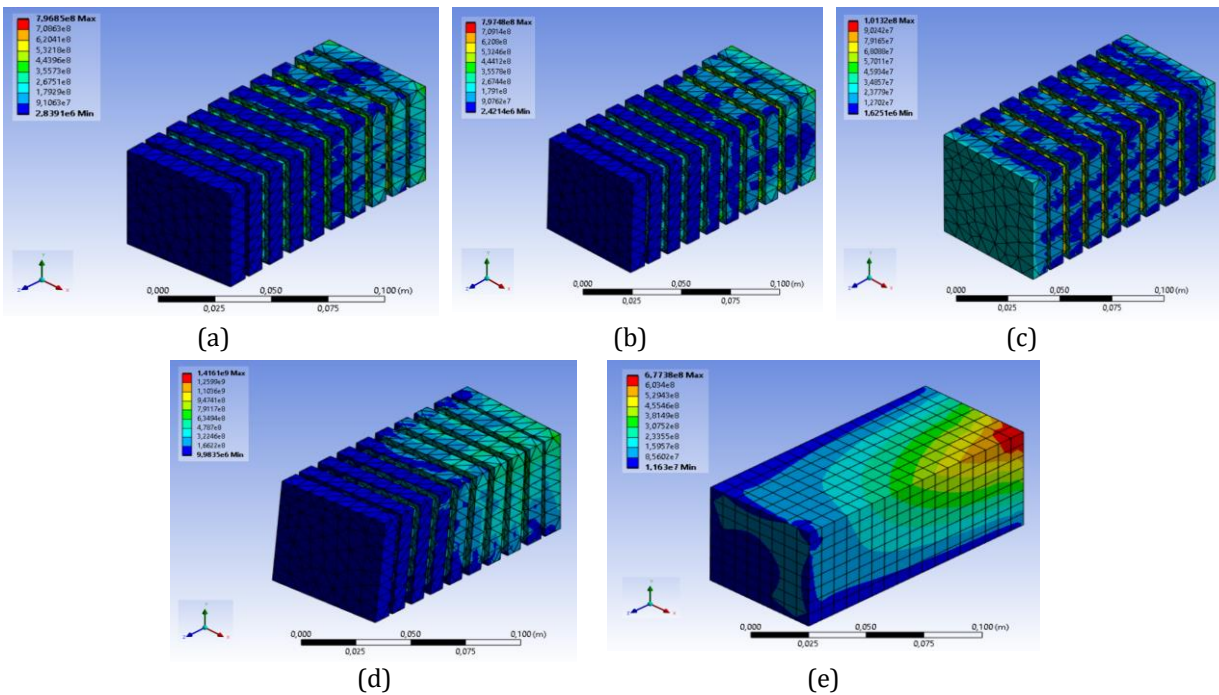 7,9685e8 Max
7,0863e8
6,2041e8
5,3218e8
4,4396e8
3,5573e8
2,6751e8
1,7929e8
9,1063e7
2,8391e6 Min
0,000 0,050 0,100 (m)
0,025 0,075
(a)
7,9748e8 Max
7,0914e8
6,208e8
5,3246e8
4,4412e8
3,5578e8
2,6744e8
1,791e8
9,0762e7
2,4214e6 Min
0,000 0,050 0,100 (m)
0,025 0,075
(b)
1,0132e8 Max
9,0242e7
7,9165e7
6,8088e7
5,7011e7
4,5934e7
3,4857e7
2,3779e7
1,2702e7
1,6251e6 Min
0,000 0,050 0,100 (m)
0,025 0,075
(c)
1,4161e9 Max
1,2599e9
1,1036e9
9,4741e8
7,9117e8
6,3494e8
4,787e8
3,2246e8
1,6622e8
9,9835e6 Min
0,000 0,050 0,100 (m)
0,025 0,075
(d)
6,7738e8 Max
6,034e8
5,2943e8
4,5546e8
3,8149e8
3,0752e8
2,3355e8
1,5957e8
8,5602e7
1,163e7 Min
0,000 0,050 0,100 (m)
0,025 0,075
(e)